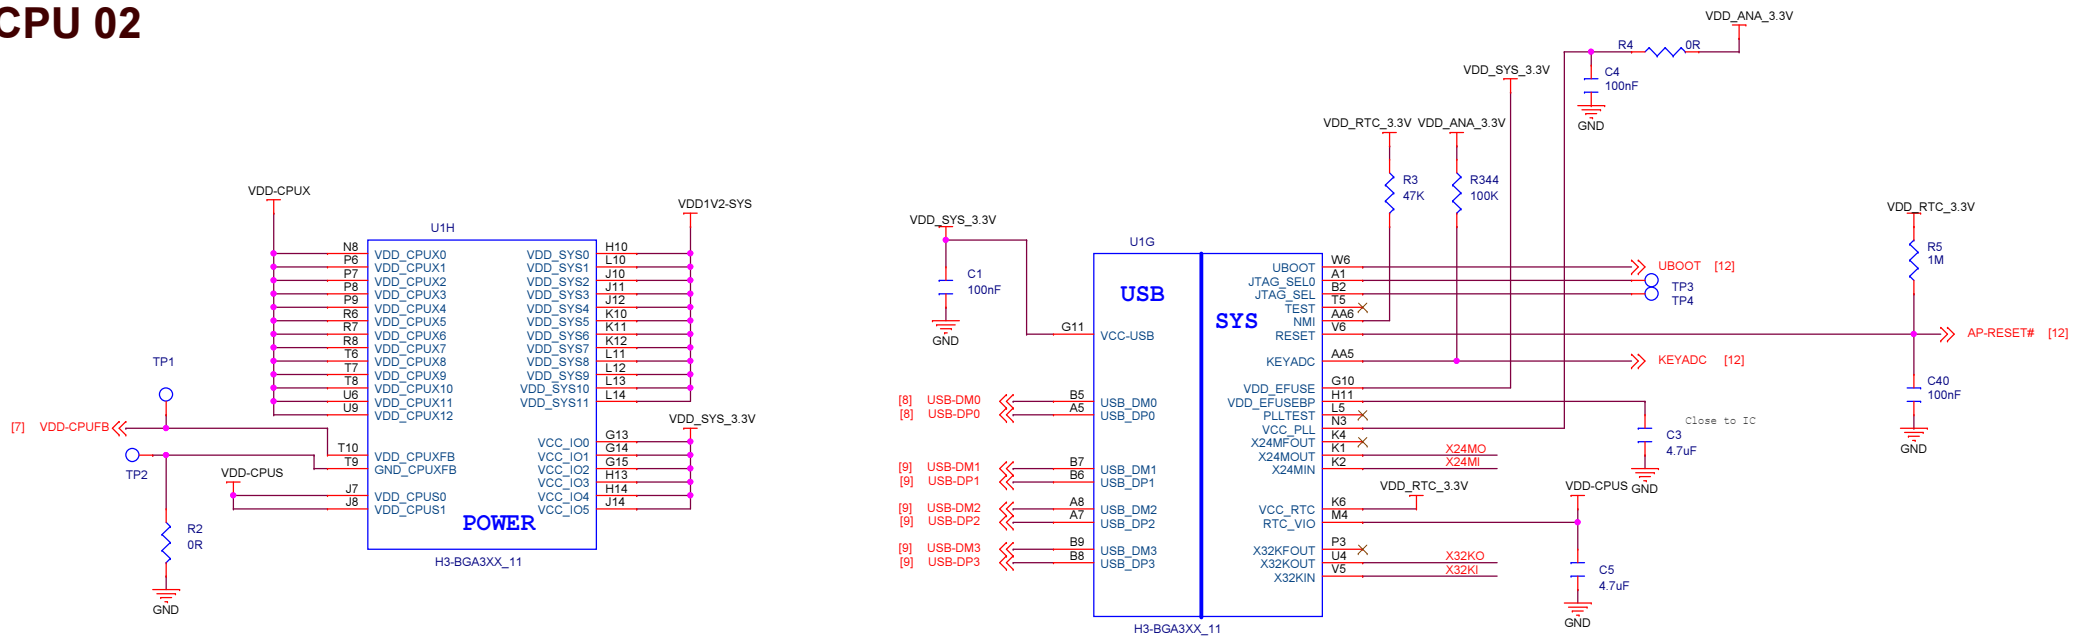 CPU 02
VDD-CPUX
VDD1V2-SYS
U1H
N8 VDD_CPUX0 VDD_SYS0 H10
P6 VDD_CPUX1 VDD_SYS1 L10
P7 VDD_CPUX2 VDD_SYS2 J10
P8 VDD_CPUX3 VDD_SYS3 J11
P9 VDD_CPUX4 VDD_SYS4 J12
R6 VDD_CPUX5 VDD_SYS5 K10
R7 VDD_CPUX6 VDD_SYS6 K11
R8 VDD_CPUX7 VDD_SYS7 K12
T6 VDD_CPUX8 VDD_SYS8 L11
T7 VDD_CPUX9 VDD_SYS9 L12
T8 VDD_CPUX10 VDD_SYS10 L13
U6 VDD_CPUX11 VDD_SYS11 L14
U9 VDD_CPUX12
VDD_SYS_3.3V
TP1
[7] VDD-CPUFB
TP2
VCC_IO0 G13
VCC_IO1 G14
T10 VDD_CPUXFB
T9 GND_CPUXFB VCC_IO2 G15
VCC_IO3 H13
VDD-CPUS
J7 VDD_CPUS0 VCC_IO4 H14
J8 VDD_CPUS1 VCC_IO5 J14
POWER
R2
0R
GND
H3-BGA3XX_11
VDD_SYS_3.3V
C1
100nF
GND
U1G
USB
SYS
G11 VCC-USB
[8] USB-DM0 B5 USB_DM0
[8] USB-DP0 A5 USB_DP0
[9] USB-DM1 B7 USB_DM1
[9] USB-DP1 B6 USB_DP1
[9] USB-DM2 A8 USB_DM2
[9] USB-DP2 A7 USB_DP2
[9] USB-DM3 B9 USB_DM3
[9] USB-DP3 B8 USB_DP3
H3-BGA3XX_11
UBOOT W6 UBOOT [12]
JTAG_SEL0 A1 TP3
JTAG_SEL B2 TP4
TEST T5
NMI AA6
RESET V6 AP-RESET# [12]
KEYADC AA5 KEYADC [12]
VDD_EFUSE G10
VDD_EFUSEBP H11
PLLTEST L5
VCC_PLL N3
X24MFOUT K4
X24MOUT K1 X24MO
X24MIN K2 X24MI
VCC_RTC K6 VDD_RTC_3.3V
RTC_VIO M4 VDD-CPUS
X32KFOUT P3
X32KOUT U4 X32KO
X32KIN V5 X32KI
VDD_RTC_3.3V
R3
47K
VDD_ANA_3.3V
R344
100K
VDD_SYS_3.3V
R4 0R
VDD_ANA_3.3V
C4
100nF
GND
VDD_RTC_3.3V
R5
1M
C40
100nF
GND
Close to IC
C3
4.7uF
GND
C5
4.7uF
GND